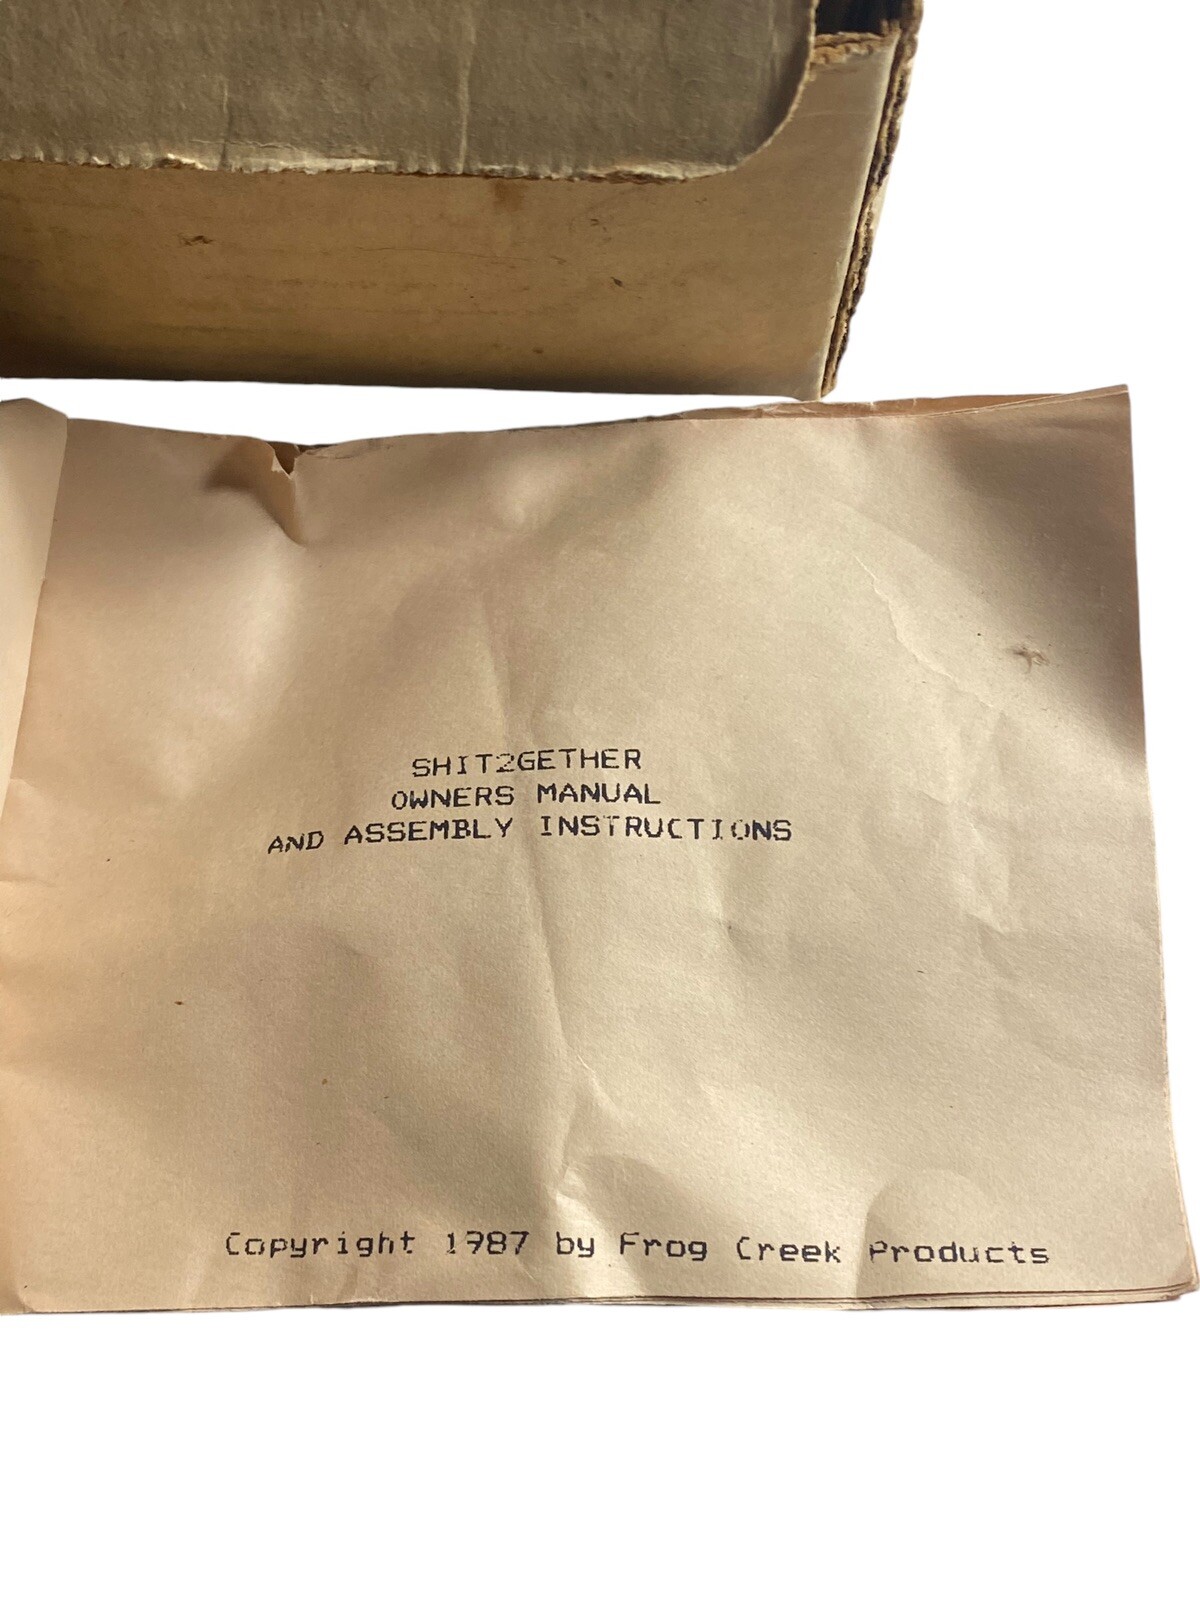 SHIT2GETHER
OWNERS MANUAL
AND ASSEMBLY INSTRUCTIONS
Copyright 1987 by Frog Creek Products